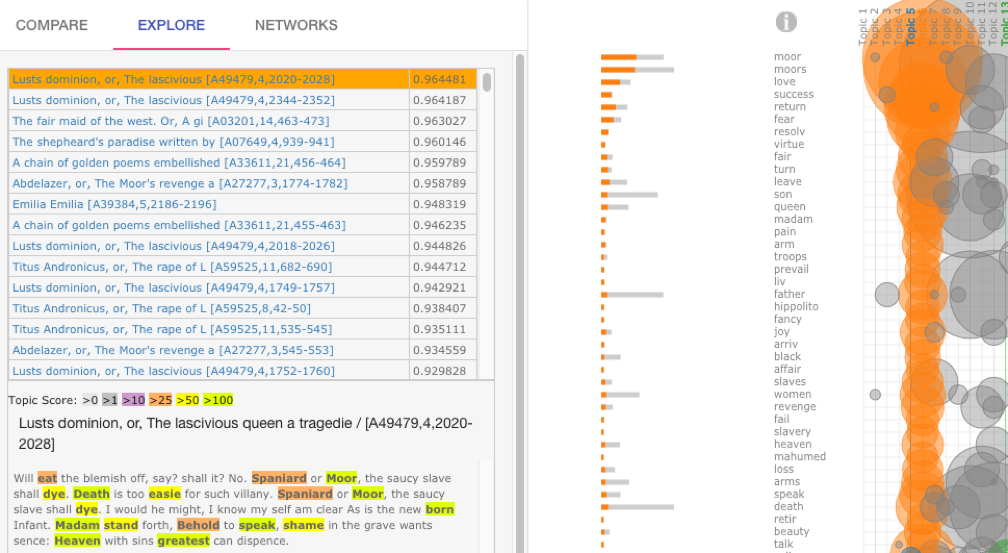 COMPARE EXPLORE NETWORKS
Lusts dominion, or, The lascivious [A49479,4,2020-2028] 0.964481
Lusts dominion, or, The lascivious [A49479,4,2344-2352] 0.964187
The fair maid of the west. Or, A gi [A03201,14,463-473] 0.963027
The shepheard's paradise written by [A07649,4,939-941] 0.960146
A chain of golden poems embellished [A33611,21,456-464] 0.959789
Abdelazer, or, The Moor's revenge a [A27277,3,1774-1782] 0.958789
Emilia Emilia [A39384,5,2186-2196] 0.948319
A chain of golden poems embellished [A33611,21,455-463] 0.946235
Lusts dominion, or, The lascivious [A49479,4,2018-2026] 0.944826
Titus Andronicus, or, The rape of L [A59525,11,682-690] 0.944712
Lusts dominion, or, The lascivious [A49479,4,1749-1757] 0.942921
Titus Andronicus, or, The rape of L [A59525,8,42-50] 0.938407
Titus Andronicus, or, The rape of L [A59525,11,535-545] 0.935111
Abdelazer, or, The Moor's revenge a [A27277,3,545-553] 0.934559
Lusts dominion, or, The lascivious [A49479,4,1752-1760] 0.929828
Topic Score: >0 >1 >10 >25 >50 >100
Lusts dominion, or, The lascivious queen a tragedie / [A49479,4,2020-
2028]
Will eat the blemish off, say? shall it? No. Spaniard or Moor, the saucy slave
shall dye. Death is too easie for such villany. Spaniard or Moor, the saucy
slave shall dye. I would he might, I know my self am clear As is the new born
Infant. Madam stand forth, Behold to speak, shame in the grave wants
sence: Heaven with sins greatest can dispence.
i
moor
moors
love
success
return
fear
resolv
virtue
fair
turn
leave
son
queen
madam
pain
arm
troops
prevail
liv
father
hippolito
fancy
joy
arriv
black
affair
slaves
women
revenge
fail
slavery
heaven
mahumed
loss
arms
speak
death
retir
beauty
talk
Topic 1
Topic 2
Topic 3
Topic 4
Topic 5
Topic 6
Topic 7
Topic 8
Topic 9
Topic 10
Topic 11
Topic 12
Topic 13